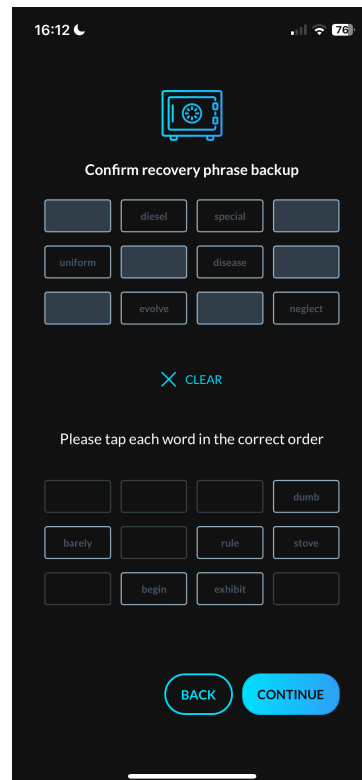 16:12 76
Confirm recovery phrase backup
diesel special
uniform disease
evolve neglect
CLEAR
Please tap each word in the correct order
dumb
barely rule stove
begin exhibit
BACK CONTINUE